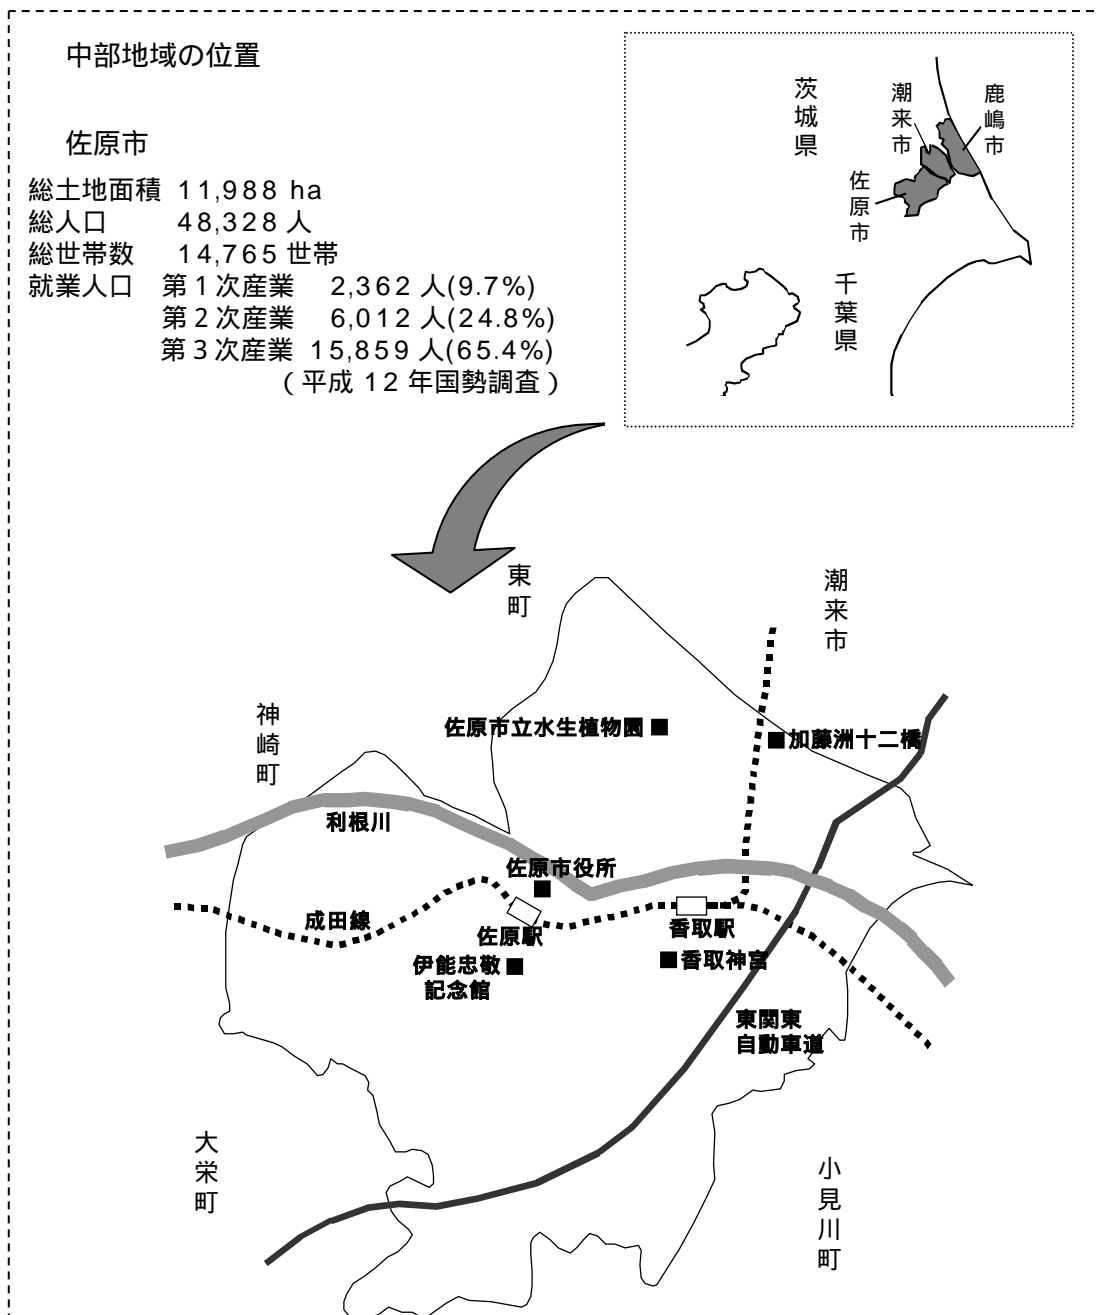 中部地域の位置
佐原市
総土地面積 11,988 ha
総人口 48,328 人
総世帯数 14,765 世帯
就業人口 第1次産業 2,362 人(9.7%)
第2次産業 6,012 人(24.8%)
第3次産業 15,859 人(65.4%)
(平成 12 年国勢調査)
茨城県
潮来市
鹿嶋市
佐原市
千葉県
東町
潮来市
神崎町
佐原市立水生植物園
加藤洲十二橋
利根川
佐原市役所
成田線
佐原駅
香取駅
伊能忠敬
記念館
香取神宮
東関東
自動車道
大栄町
小見川町